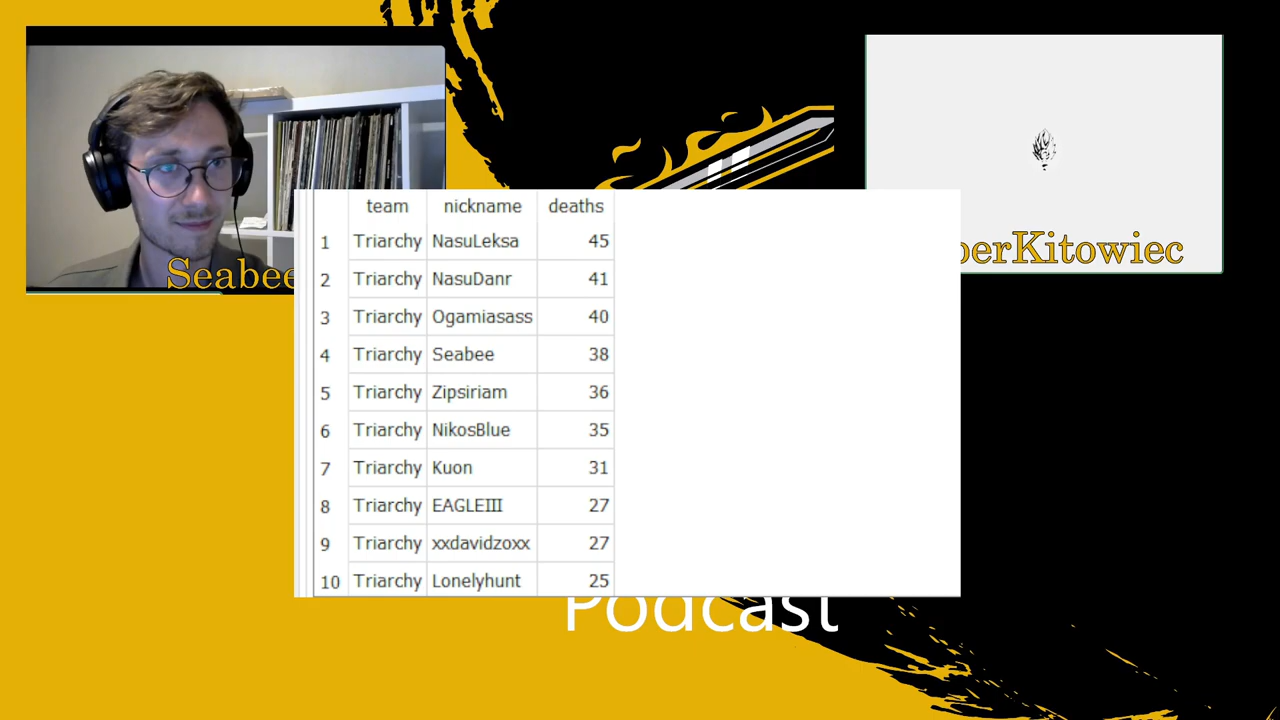 Seabee
perKitowiec
team nickname deaths
1 Triarchy NasuLeksa 45
2 Triarchy NasuDanr 41
3 Triarchy Ogamiasass 40
4 Triarchy Seabee 38
5 Triarchy Zipsiriam 36
6 Triarchy NikosBlue 35
7 Triarchy Kuon 31
8 Triarchy EAGLEIII 27
9 Triarchy xxdavidzoxx 27
10 Triarchy Lonelyhunt 25
Podcast